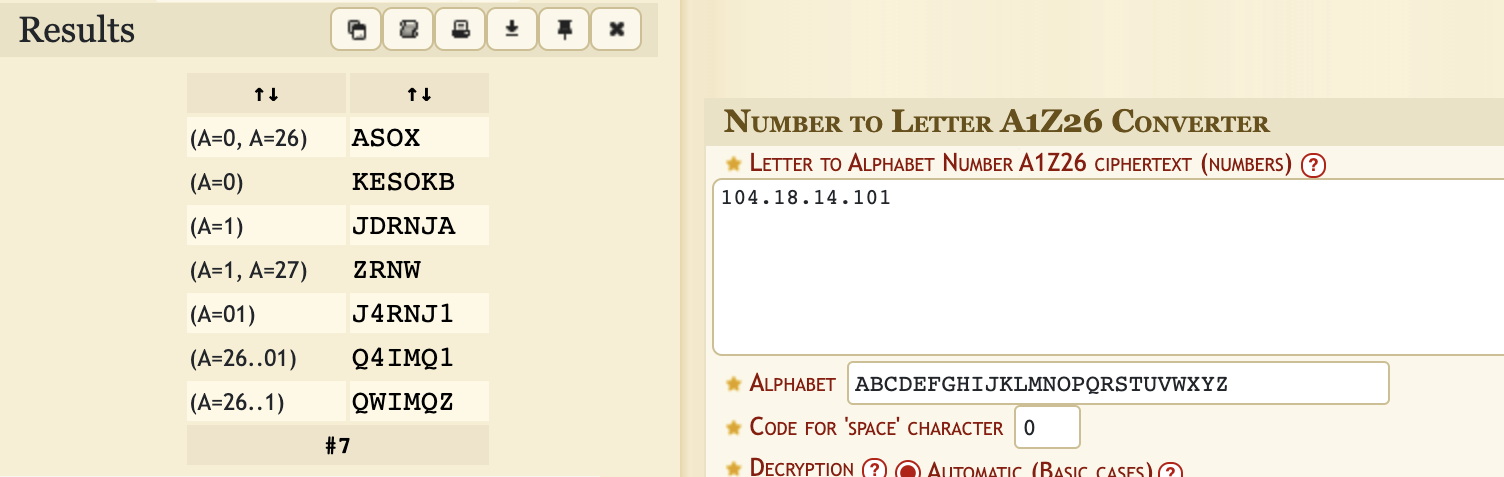 Results
↑↓ ↑↓
(A=0, A=26) ASOX
(A=0) KESOKB
(A=1) JDRNJA
(A=1, A=27) ZRNW
(A=01) J4RNJ1
(A=26..01) Q4IMQ1
(A=26..1) QWIMQZ
#7
Number to Letter A1Z26 Converter
Letter to Alphabet Number A1Z26 ciphertext (numbers) ?
104.18.14.101
Alphabet ABCDEFGHIJKLMNOPQRSTUVWXYZ
Code for 'space' character 0
Decryption ? Automatic (Basic cases) ?